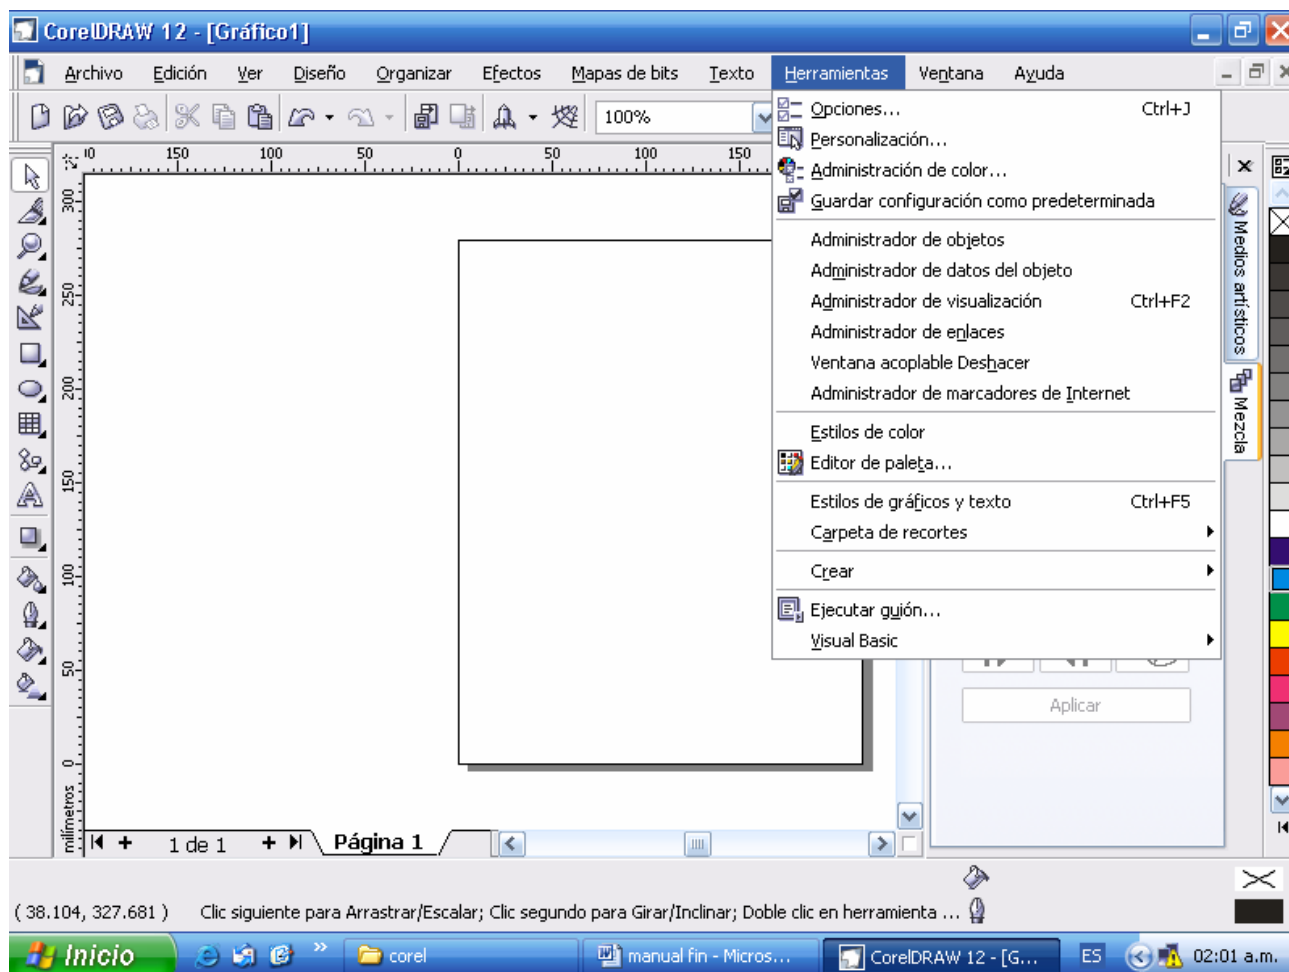 CorelDRAW 12 - [Gráfico1]
Archivo Edición Ver Diseño Organizar Efectos Mapas de bits Texto Herramientas Ventana Ayuda
100%
Opciones... Ctrl+J
Personalización...
Administración de color...
Guardar configuración como predeterminada
Administrador de objetos
Administrador de datos del objeto
Administrador de visualización Ctrl+F2
Administrador de enlaces
Ventana acoplable Deshacer
Administrador de marcadores de Internet
Estilos de color
Editor de paleta...
Estilos de gráficos y texto Ctrl+F5
Carpeta de recortes
Crear
Ejecutar guión...
Visual Basic
150 100 50 0 50 100 150
300
250
200
150
100
50
0
milímetros
Medios artísticos
Mezcla
Aplicar
1 de 1
Página 1
( 38.104, 327.681 ) Clic siguiente para Arrastrar/Escalar; Clic segundo para Girar/Inclinar; Doble clic en herramienta ...
Inicio
»
corel
manual fin - Micros...
CorelDRAW 12 - [G...
ES
02:01 a.m.